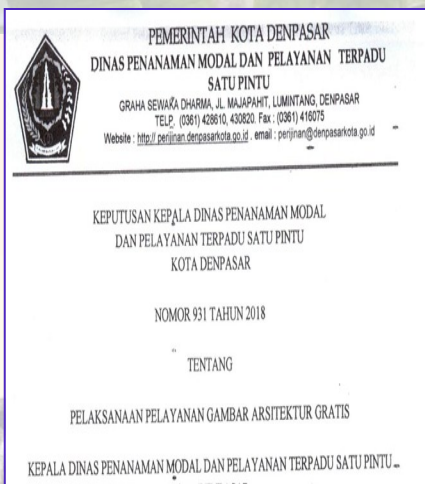 PEMERINTAH KOTA DENPASAR
DINAS PENANAMAN MODAL DAN PELAYANAN TERPADU
SATU PINTU
GRAHA SEWAKA DHARMA, JL. MAJAPAHIT, LUMINTANG, DENPASAR
TELP. (0361) 428610, 430820. Fax : (0361) 416075
Website : http:// perijinan.denpasarkota.go.id , email : perijinan@denpasarkota.go.id
KEPUTUSAN KEPALA DINAS PENANAMAN MODAL
DAN PELAYANAN TERPADU SATU PINTU
KOTA DENPASAR
NOMOR 931 TAHUN 2018
TENTANG
PELAKSANAAN PELAYANAN GAMBAR ARSITEKTUR GRATIS
KEPALA DINAS PENANAMAN MODAL DAN PELAYANAN TERPADU SATU PINTU